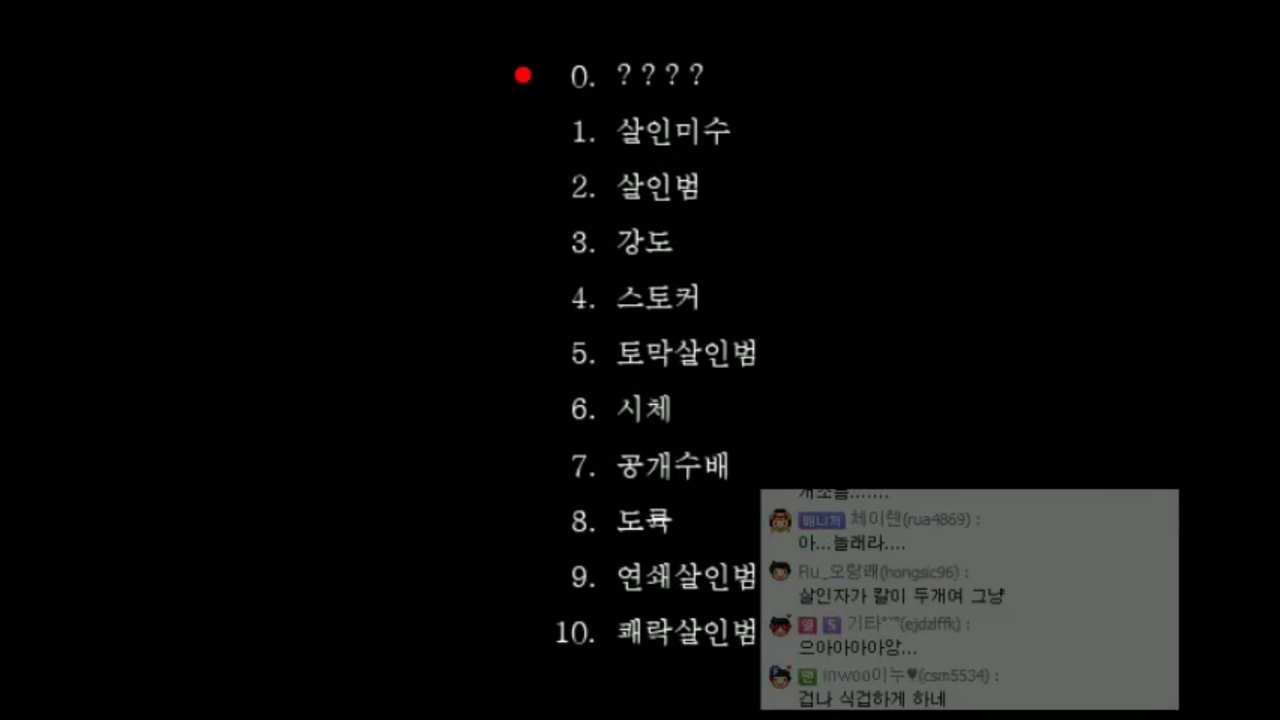 0. ????
1. 살인미수
2. 살인범
3. 강도
4. 스토커
5. 토막살인범
6. 시체
7. 공개수배
8. 도륙
9. 연쇄살인범
10. 쾌락살인범
매니저 체이렌(rua4869) :
아...놀래라....
Ru_오랑캐(hongsic96) :
살인자가 칼이 두개여 그냥
열 S 기타°˝°(ejdzlffk) :
으아아아아앙...
팬 inwoo이누♥(csm5534) :
겁나 식겁하게 하네